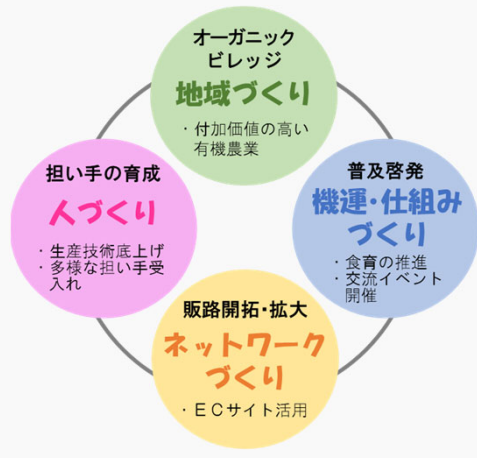 オーガニック
ビレッジ
地域づくり
・付加価値の高い
有機農業
担い手の育成
人づくり
・生産技術底上げ
・多様な担い手受
入れ
普及啓発
機運・仕組み
づくり
・食育の推進
・交流イベント
開催
販路開拓・拡大
ネットワーク
づくり
・ＥＣサイト活用